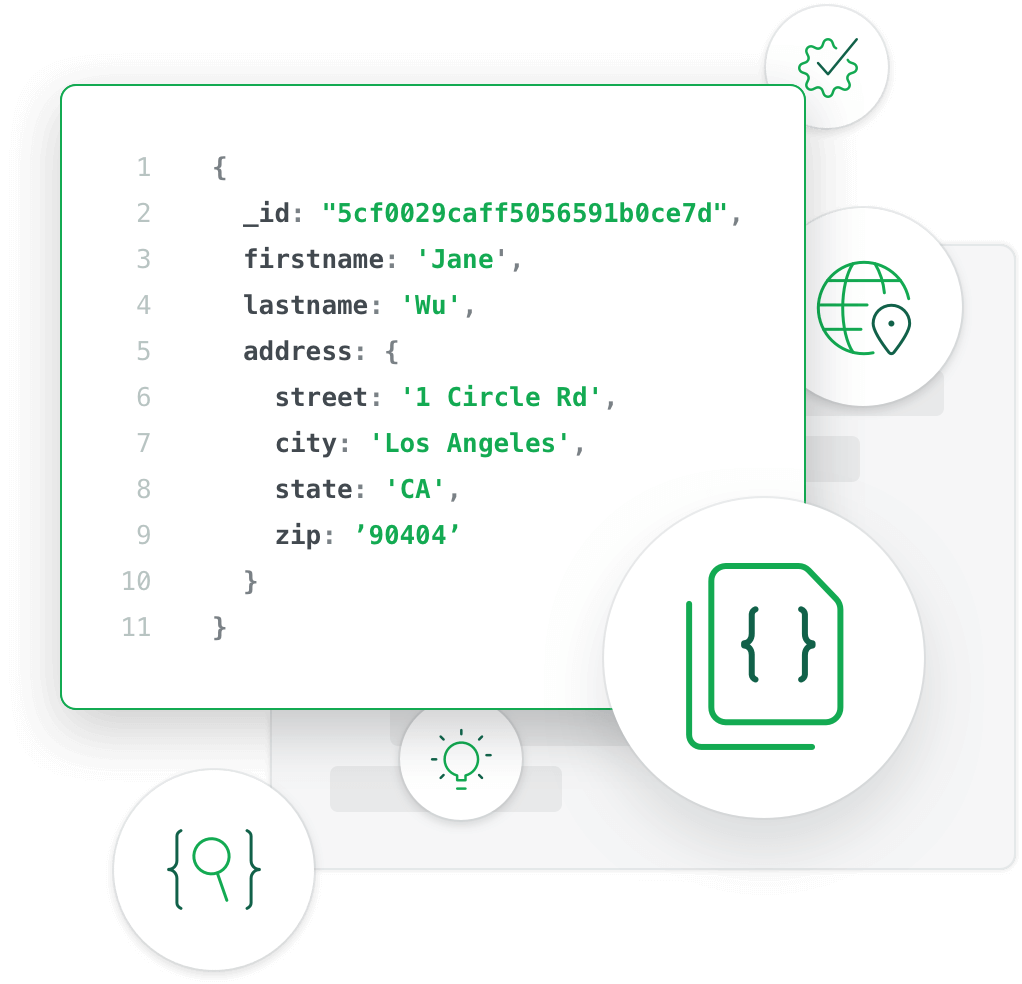 1 {
2 _id: "5cf0029caff5056591b0ce7d",
3 firstname: 'Jane',
4 lastname: 'Wu',
5 address: {
6 street: '1 Circle Rd',
7 city: 'Los Angeles',
8 state: 'CA',
9 zip: ’90404’
10 }
11 }
{ }
{ }